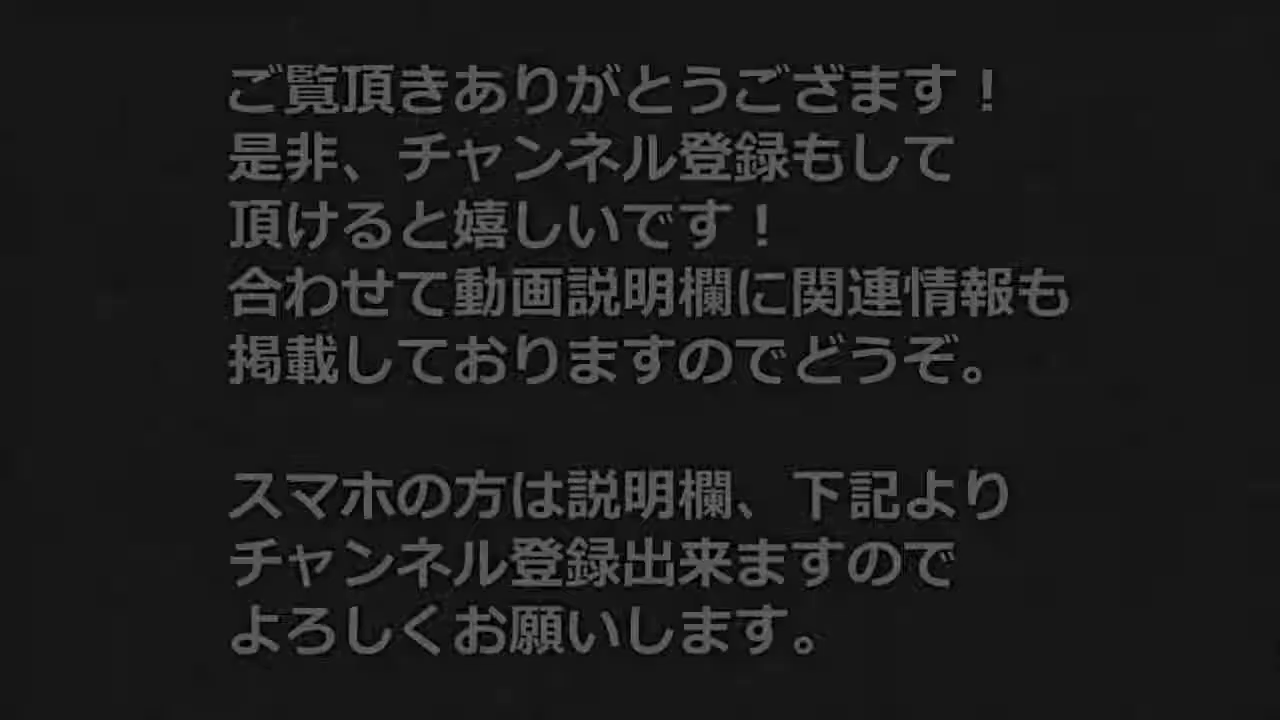 ご覧頂きありがとうござます！
是非、チャンネル登録もして
頂けると嬉しいです！
合わせて動画説明欄に関連情報も
掲載しておりますのでどうぞ。
スマホの方は説明欄、下記より
チャンネル登録出来ますので
よろしくお願いします。